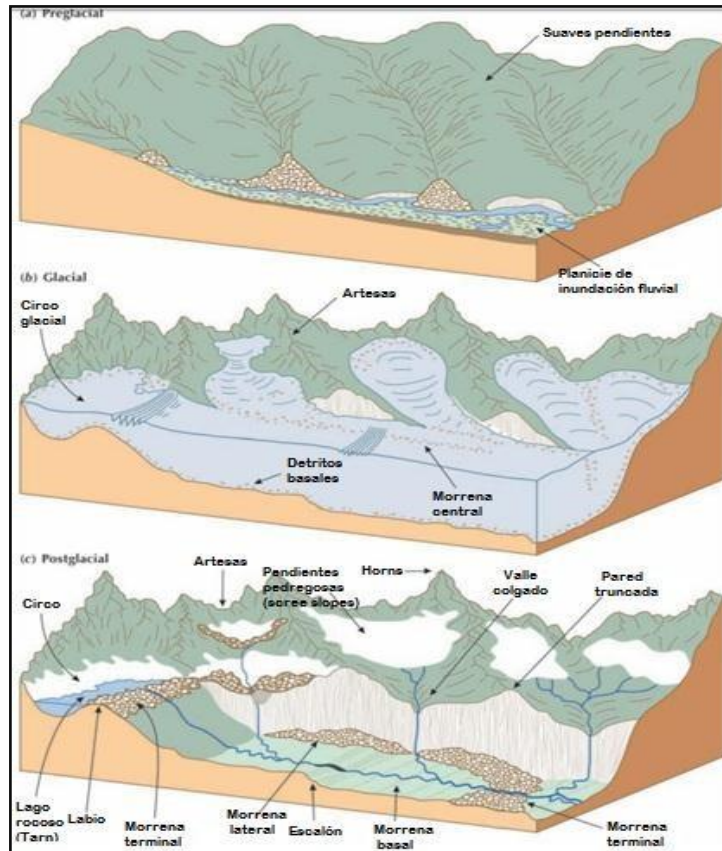 (a) Preglacial
Suaves pendientes
Planicie de
inundación fluvial
(b) Glacial
Circo
glacial
Artesas
Detritos
basales
Morrena
central
(c) Postglacial
Artesas
Pendientes
pedregosas
(scree slopes)
Horns
Valle
colgado
Pared
truncada
Circo
Lago
rocoso
(Tarn)
Labio
Morrena
terminal
Morrena
lateral
Escalón
Morrena
basal
Morrena
terminal